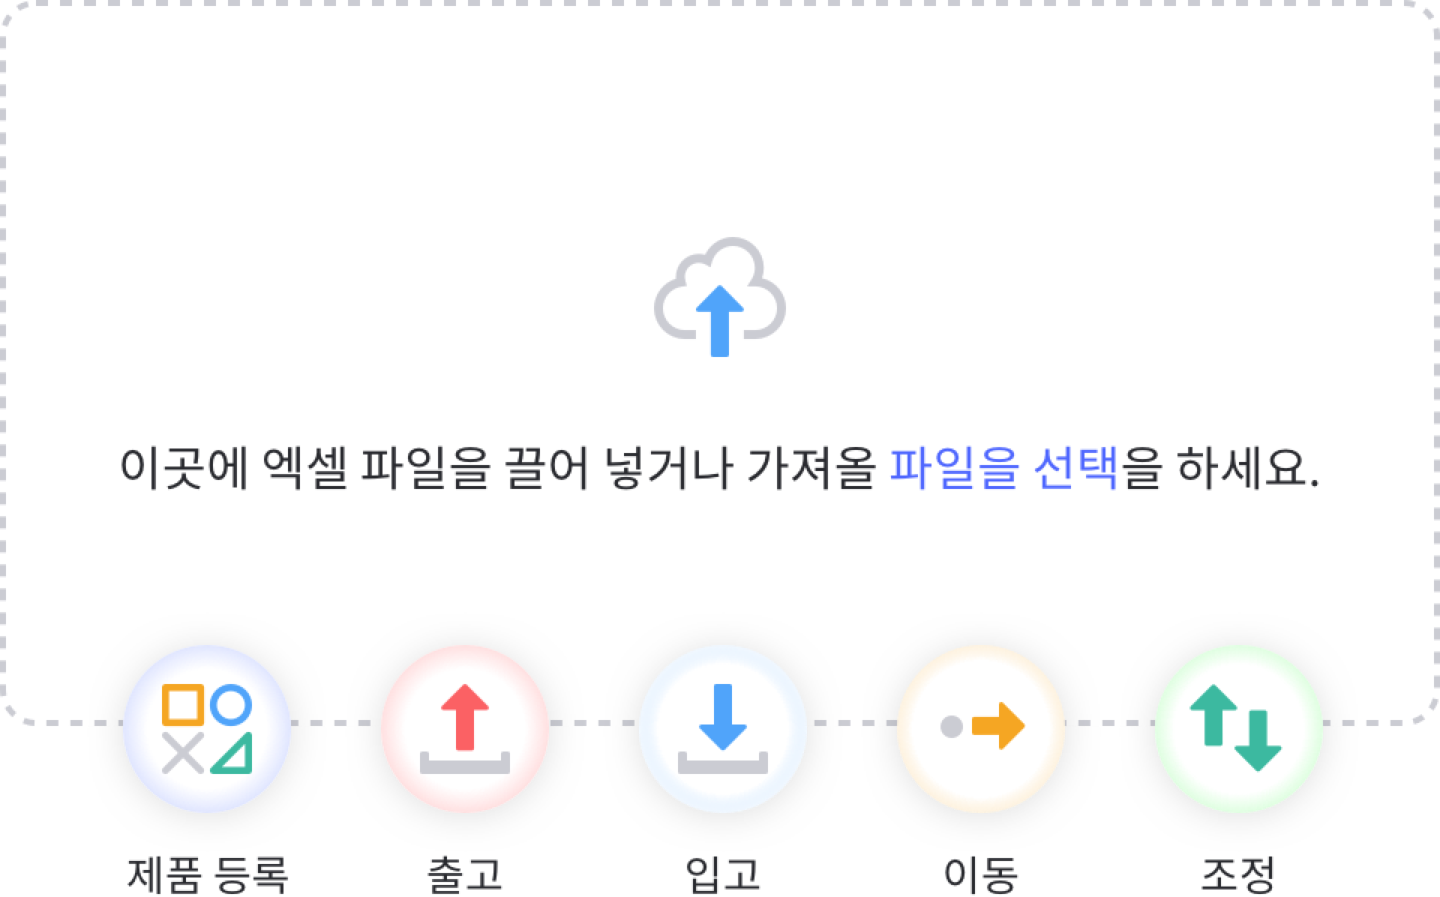 이곳에 엑셀 파일을 끌어 넣거나 가져올 파일을 선택을 하세요.
제품 등록
출고
입고
이동
조정